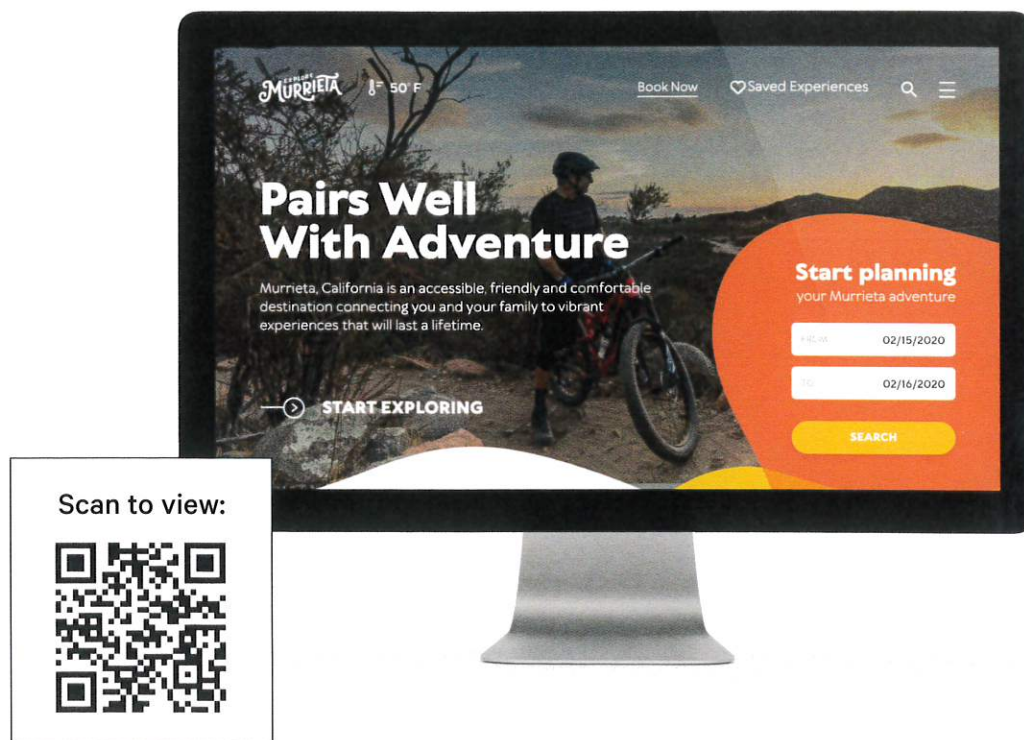 EXPLORE
MURRIETA
50° F
Book Now
Saved Experiences
Pairs Well
With Adventure
Murrieta, California is an accessible, friendly and comfortable
destination connecting you and your family to vibrant
experiences that will last a lifetime.
START EXPLORING
Start planning
your Murrieta adventure
FROM
02/15/2020
TO
02/16/2020
SEARCH
Scan to view: